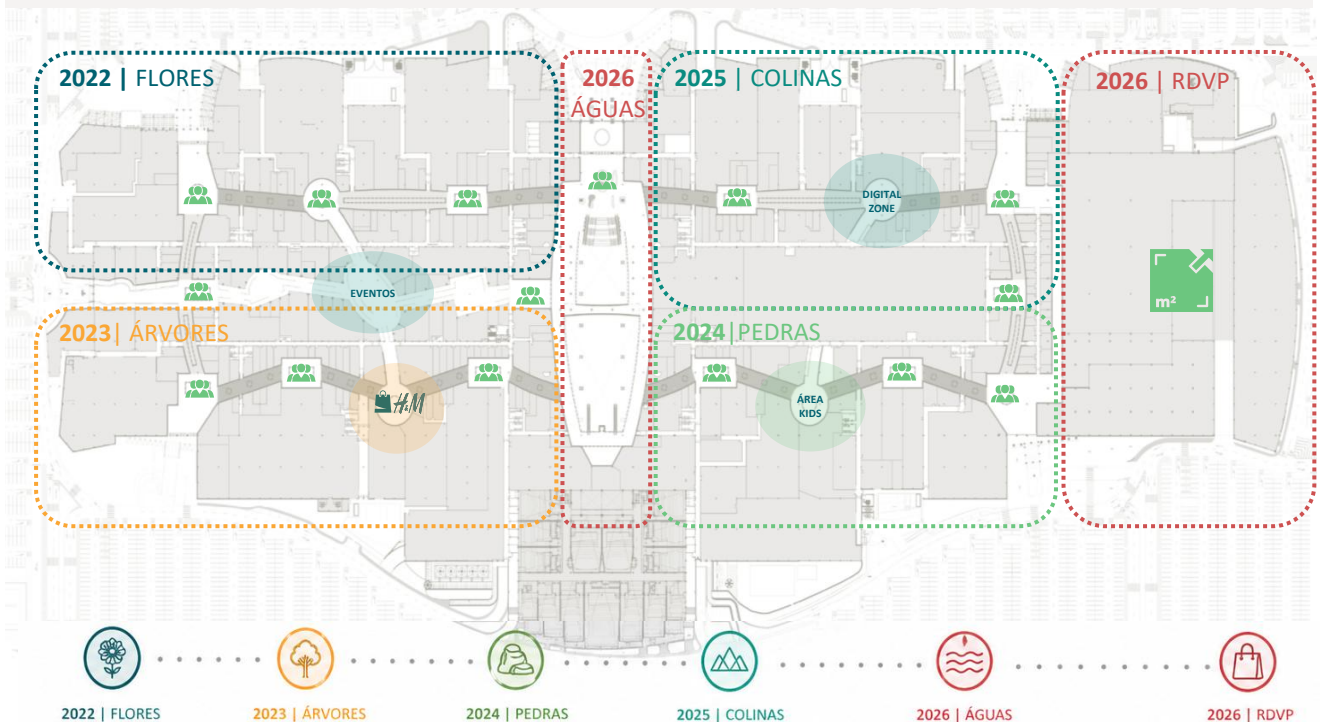 2022 | FLORES
2026
ÁGUAS
2025 | COLINAS
2026 | RDVP
DIGITAL
ZONE
EVENTOS
m²
2023| ÁRVORES
2024|PEDRAS
H&M
ÁREA
KIDS
2022 | FLORES
2023 | ÁRVORES
2024 | PEDRAS
2025 | COLINAS
2026 | ÁGUAS
2026 | RDVP